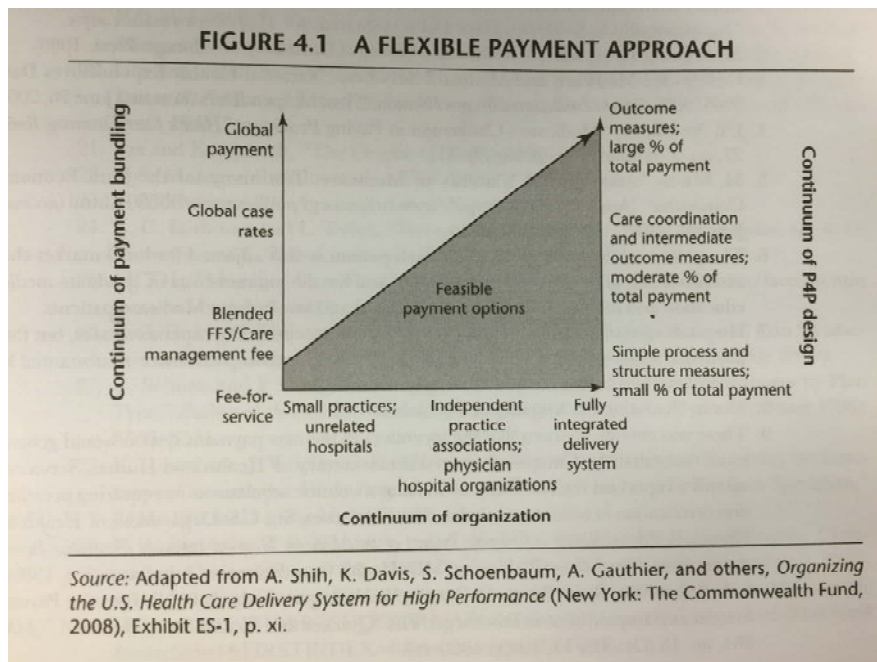 FIGURE 4.1 A FLEXIBLE PAYMENT APPROACH
Continuum of payment bundling
Global
payment
Global case
rates
Blended
FFS/Care
management fee
Fee-for-
service
Feasible
payment options
Outcome
measures;
large % of
total payment
Care coordination
and intermediate
outcome measures;
moderate % of
total payment
Simple process and
structure measures;
small % of total payment
Continuum of P4P design
Small practices;
unrelated
hospitals
Independent
practice
associations;
physician
hospital organizations
Fully
integrated
delivery
system
Continuum of organization
Source: Adapted from A. Shih, K. Davis, S. Schoenbaum, A. Gauthier, and others, Organizing
the U.S. Health Care Delivery System for High Performance (New York: The Commonwealth Fund,
2008), Exhibit ES-1, p. xi.